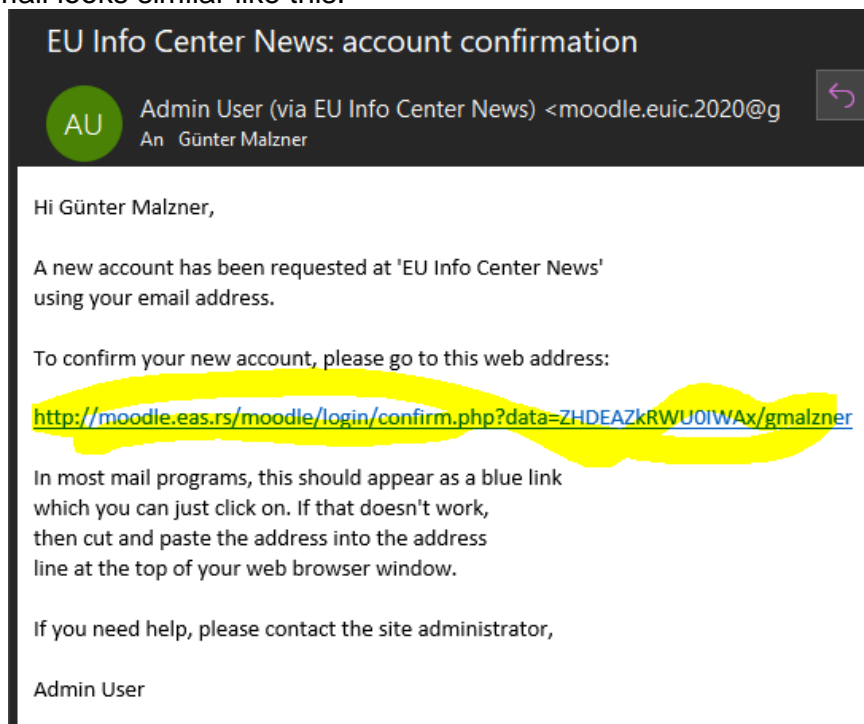 mail looks similar like this:
EU Info Center News: account confirmation
AU
Admin User (via EU Info Center News) <moodle.euic.2020@g
An Günter Malzner
Hi Günter Malzner,
A new account has been requested at 'EU Info Center News'
using your email address.
To confirm your new account, please go to this web address:
http://moodle.eas.rs/moodle/login/confirm.php?data=ZHDEAZkRWU0IWAx/gmalzner
In most mail programs, this should appear as a blue link
which you can just click on. If that doesn't work,
then cut and paste the address into the address
line at the top of your web browser window.
If you need help, please contact the site administrator,
Admin User